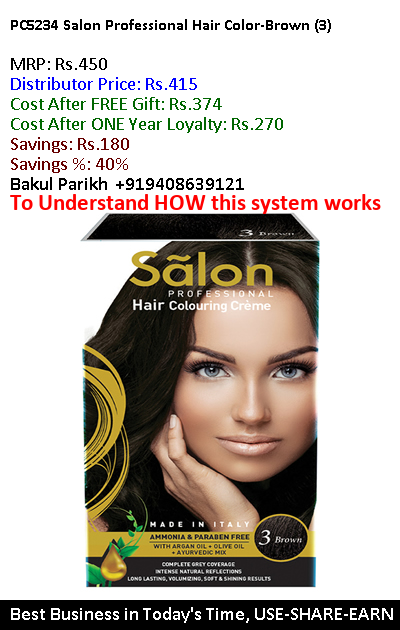 PC5234 Salon Professional Hair Color-Brown (3)
MRP: Rs.450
Distributor Price: Rs.415
Cost After FREE Gift: Rs.374
Cost After ONE Year Loyalty: Rs.270
Savings: Rs.180
Savings %: 40%
Bakul Parikh +919408639121
To Understand HOW this system works
3 Brown
Sãlon
PROFESSIONAL
Hair Colouring Crème
MADE IN ITALY
AMMONIA & PARABEN FREE
WITH ARGAN OIL + OLIVE OIL
+ AYURVEDIC MIX
3 Brown
COMPLETE GREY COVERAGE
INTENSE NATURAL REFLECTIONS
LONG LASTING, VOLUMIZING, SOFT & SHINING RESULTS
Best Business in Today's Time, USE-SHARE-EARN